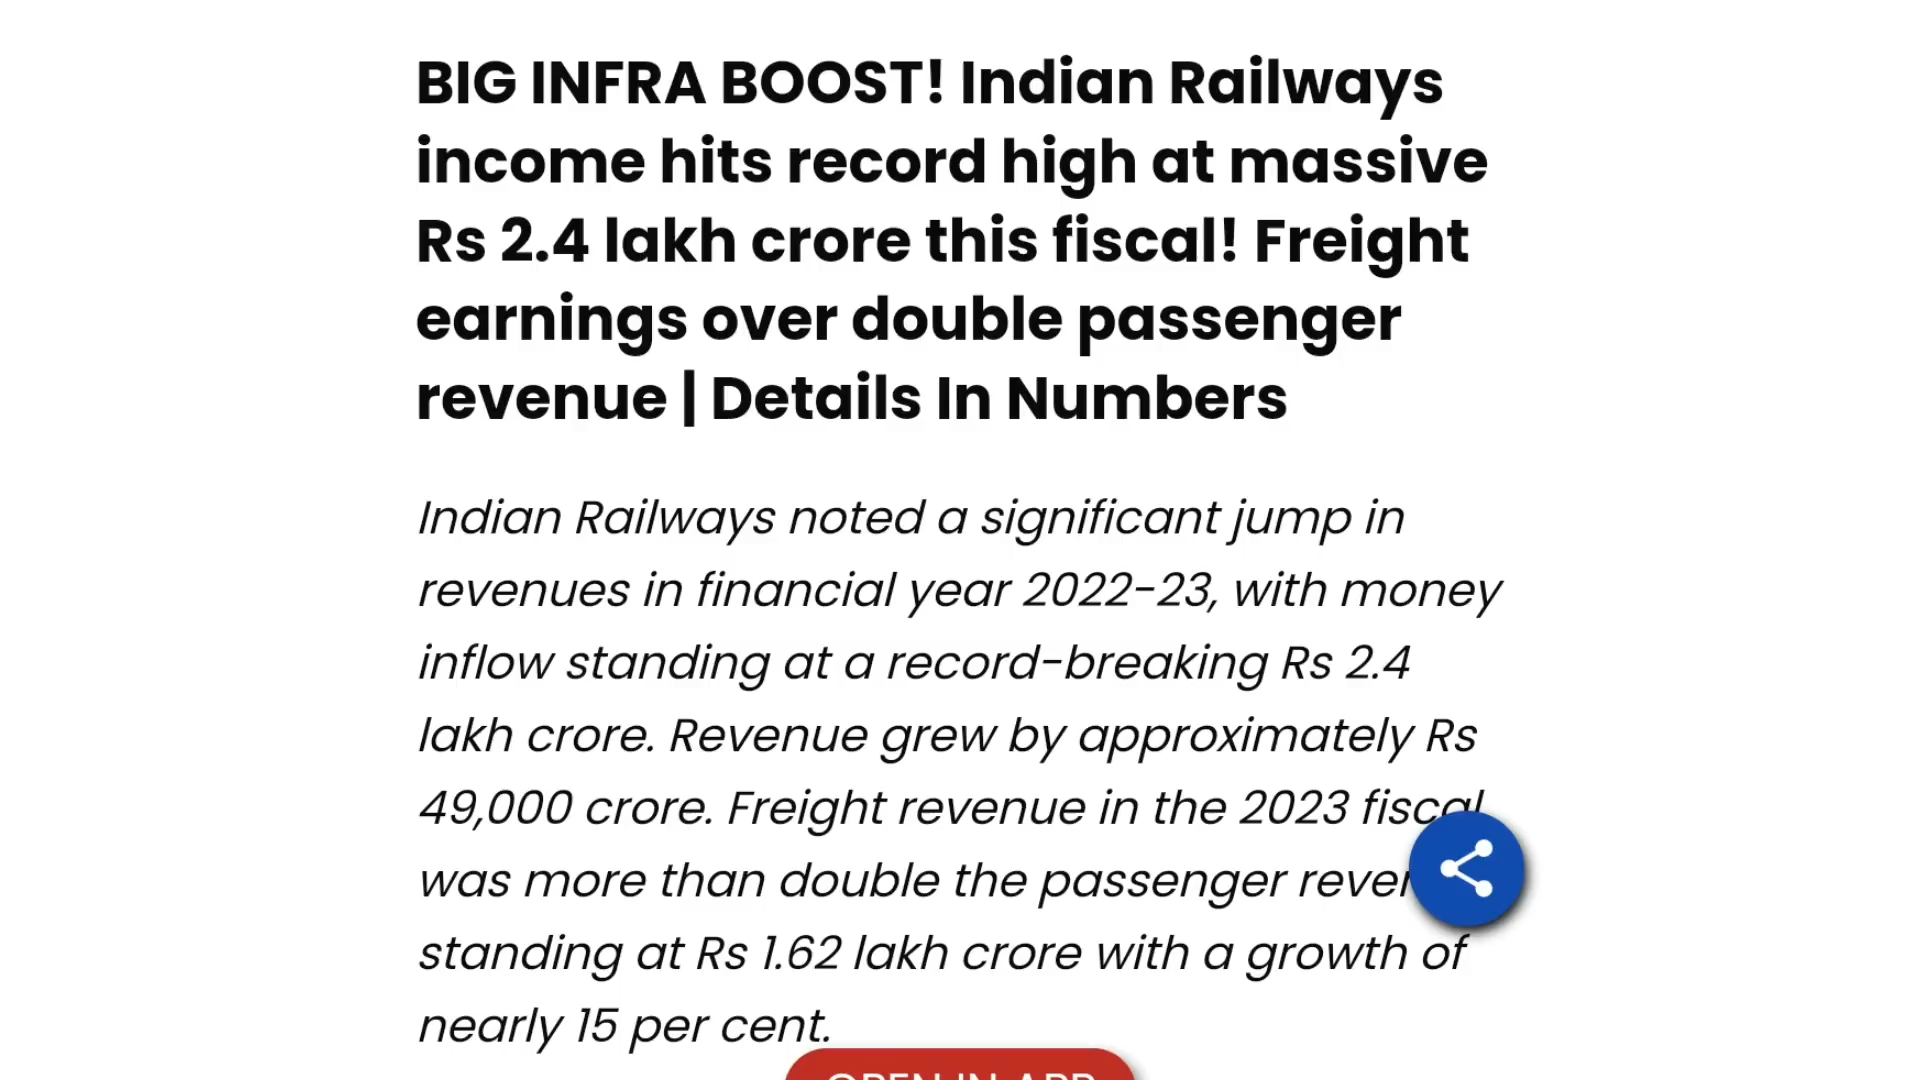 BIG INFRA BOOST! Indian Railways
income hits record high at massive
Rs 2.4 lakh crore this fiscal! Freight
earnings over double passenger
revenue | Details In Numbers
Indian Railways noted a significant jump in
revenues in financial year 2022-23, with money
inflow standing at a record-breaking Rs 2.4
lakh crore. Revenue grew by approximately Rs
49,000 crore. Freight revenue in the 2023 fiscal
was more than double the passenger
standing at Rs 1.62 lakh crore with a growth of
nearly 15 per cent.
OPEN IN APP